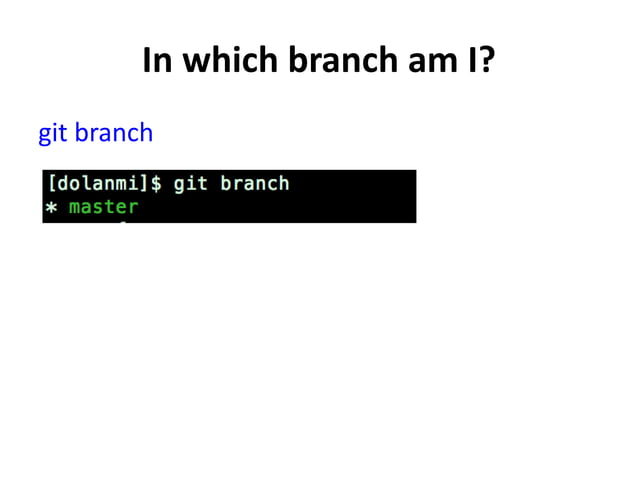 In which branch am I?
git branch
[dolanmi]$ git branch
* master